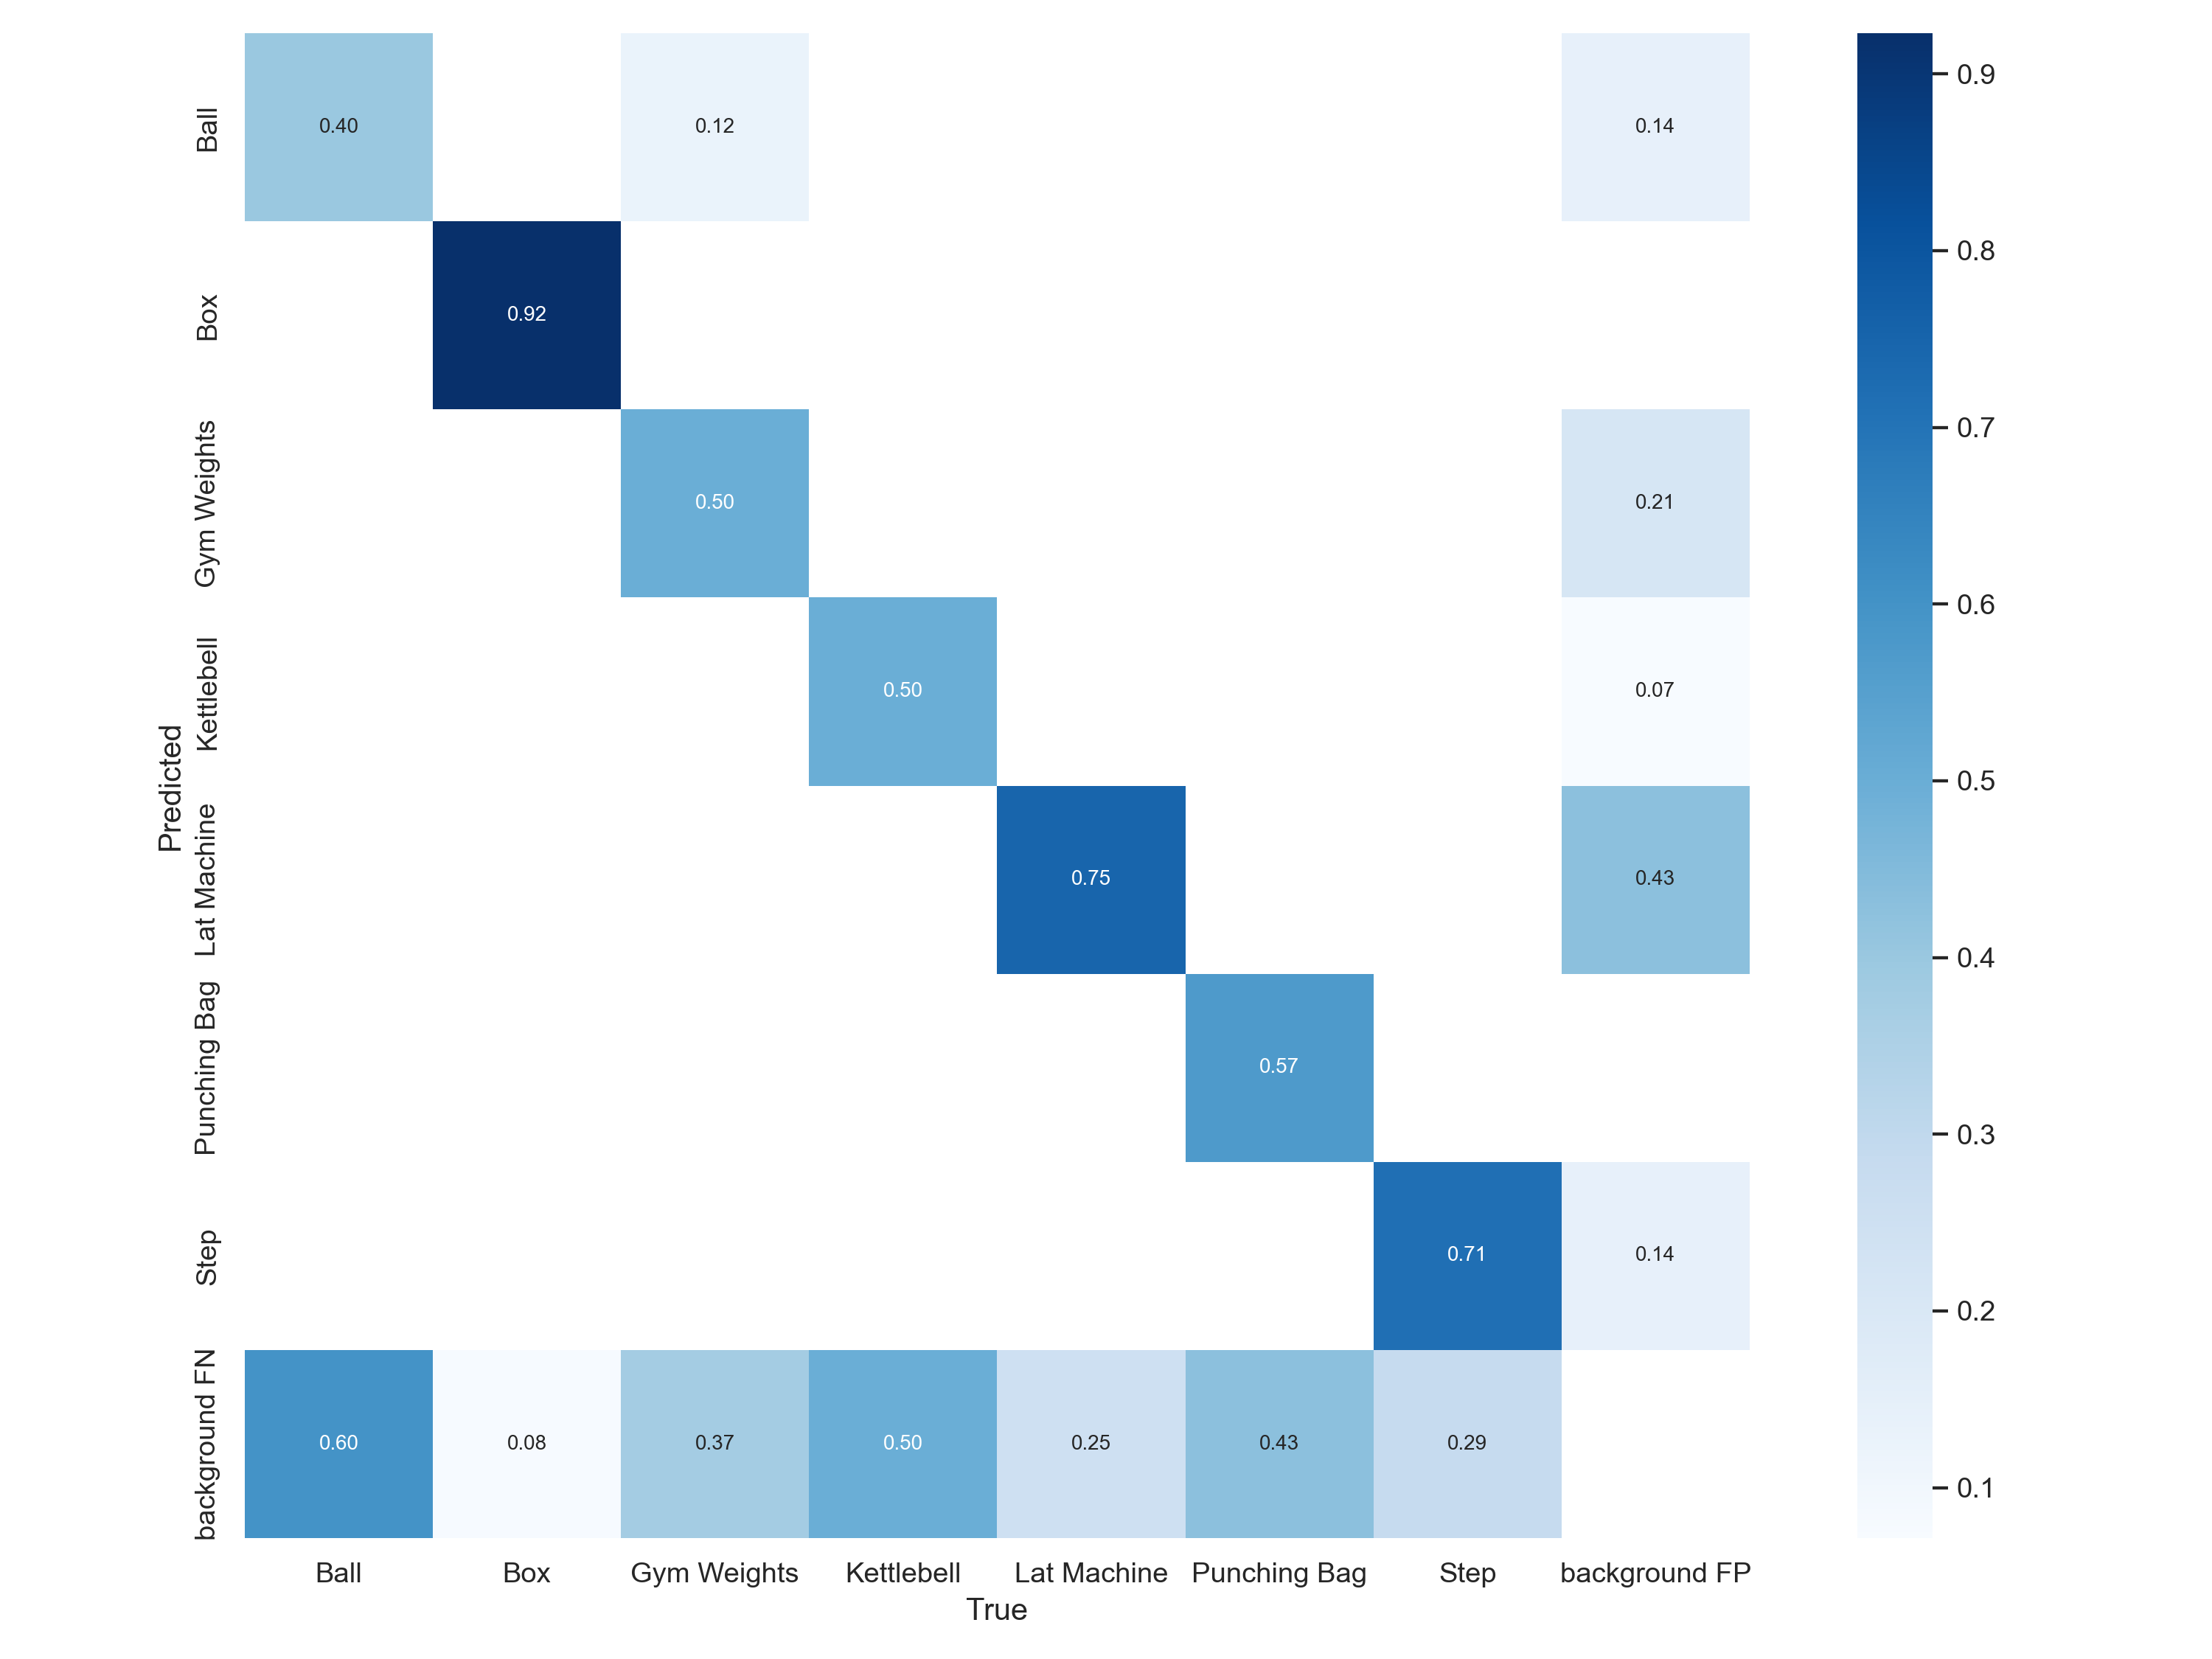 Predicted
Ball
0.40
0.12
0.14
Box
0.92
Gym Weights
0.50
0.21
Kettlebell
0.50
0.07
Lat Machine
0.75
0.43
Punching Bag
0.57
Step
0.71
0.14
background FN
0.60
0.08
0.37
0.50
0.25
0.43
0.29
Ball
Box
Gym Weights
Kettlebell
Lat Machine
Punching Bag
Step
background FP
True
0.9
0.8
0.7
0.6
0.5
0.4
0.3
0.2
0.1